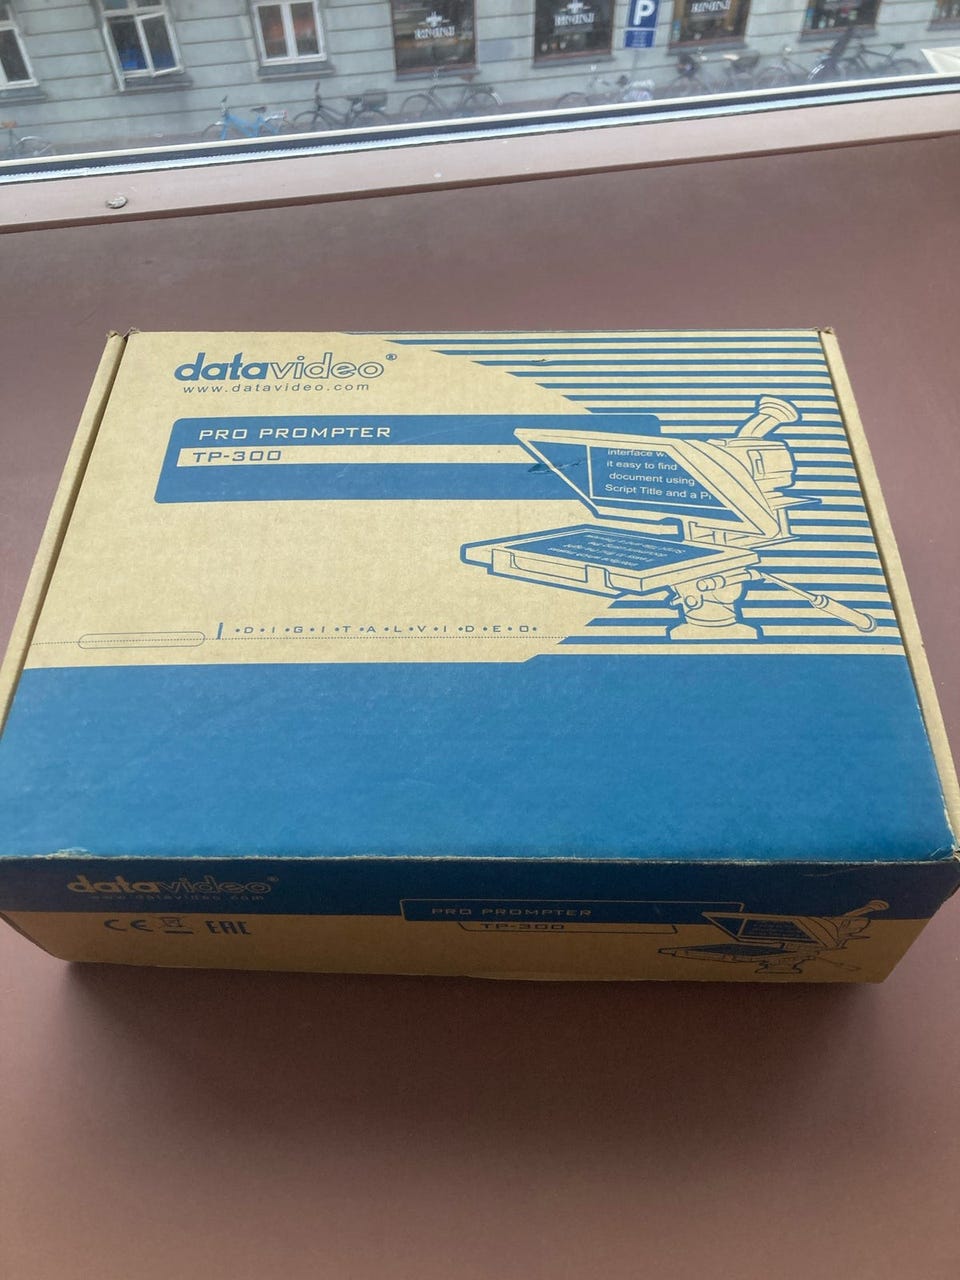 P
datavideo®
www.datavideo.com
PRO PROMPTER
TP-300
interface w
it easy to find
document using
Script Title and a P
•D•I•G•I•T•A•L•V•I•D•E•O•
datavideo®
www.datavideo.com
CE EAC
PRO PROMPTER
TP-300